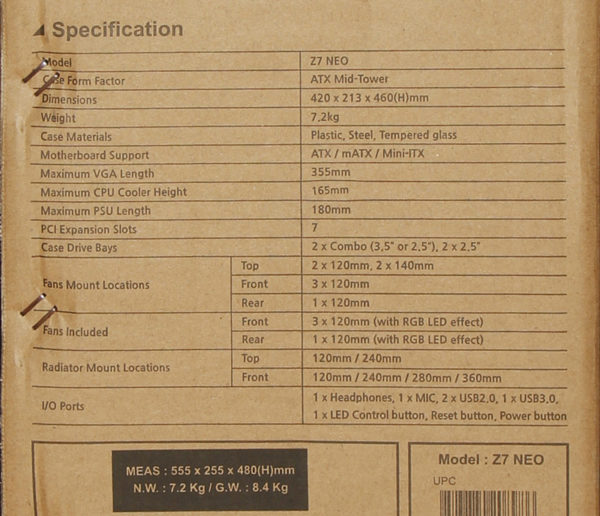 Specification
Model Z7 NEO
Case Form Factor ATX Mid-Tower
Dimensions 420 x 213 x 460(H)mm
Weight 7.2kg
Case Materials Plastic, Steel, Tempered glass
Motherboard Support ATX / mATX / Mini-ITX
Maximum VGA Length 355mm
Maximum CPU Cooler Height 165mm
Maximum PSU Length 180mm
PCI Expansion Slots 7
Case Drive Bays 2 x Combo (3,5" or 2,5"), 2 x 2.5"
Fans Mount Locations Top 2 x 120mm, 2 x 140mm
Front 3 x 120mm
Rear 1 x 120mm
Fans Included Front 3 x 120mm (with RGB LED effect)
Rear 1 x 120mm (with RGB LED effect)
Radiator Mount Locations Top 120mm / 240mm
Front 120mm / 240mm / 280mm / 360mm
I/O Ports 1 x Headphones, 1 x MIC, 2 x USB2.0, 1 x USB3.0,
1 x LED Control button, Reset button, Power button
MEAS : 555 x 255 x 480(H)mm
N.W. : 7.2 Kg / G.W. : 8.4 Kg
Model : Z7 NEO
UPC